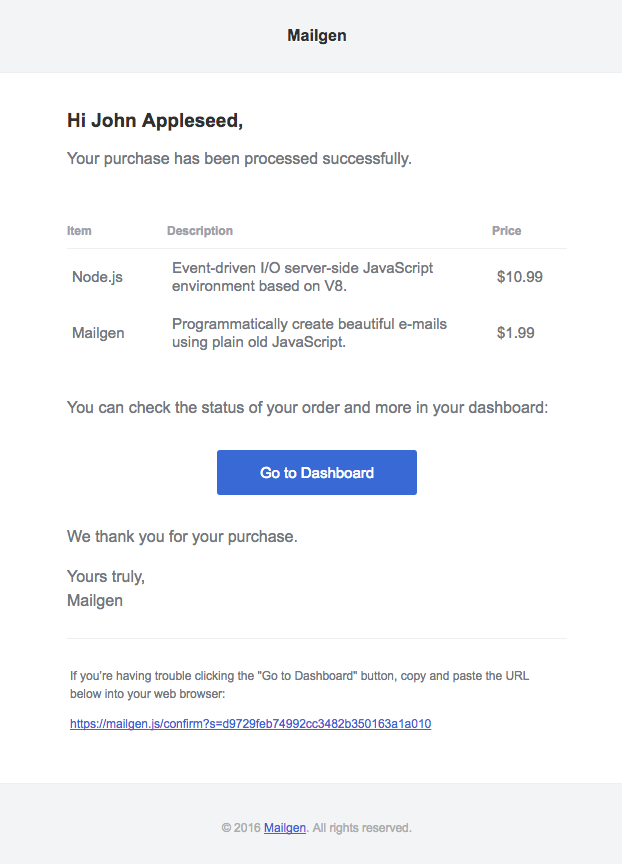 Mailgen
Hi John Appleseed,
Your purchase has been processed successfully.
Item Description Price
Node.js Event-driven I/O server-side JavaScript environment based on V8. $10.99
Mailgen Programmatically create beautiful e-mails using plain old JavaScript. $1.99
You can check the status of your order and more in your dashboard:
Go to Dashboard
We thank you for your purchase.
Yours truly,
Mailgen
If you're having trouble clicking the "Go to Dashboard" button, copy and paste the URL
below into your web browser:
https://mailgen.js/confirm?s=d9729feb74992cc3482b350163a1a010
© 2016 Mailgen. All rights reserved.